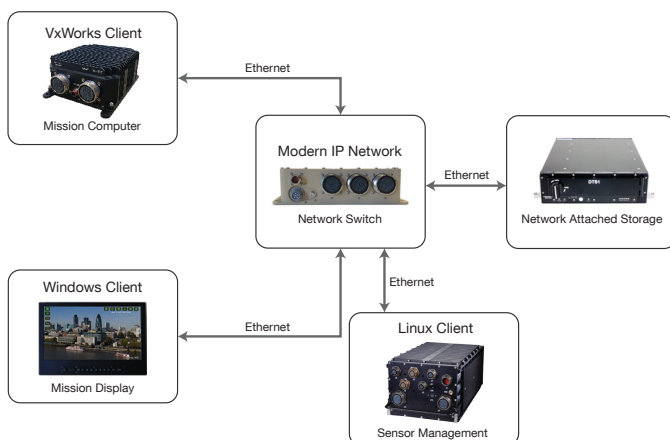 VxWorks Client
Mission Computer
Ethernet
Modern IP Network
Network Switch
Ethernet
DTS1
Network Attached Storage
Windows Client
Mission Display
Ethernet
Ethernet
Linux Client
Sensor Management